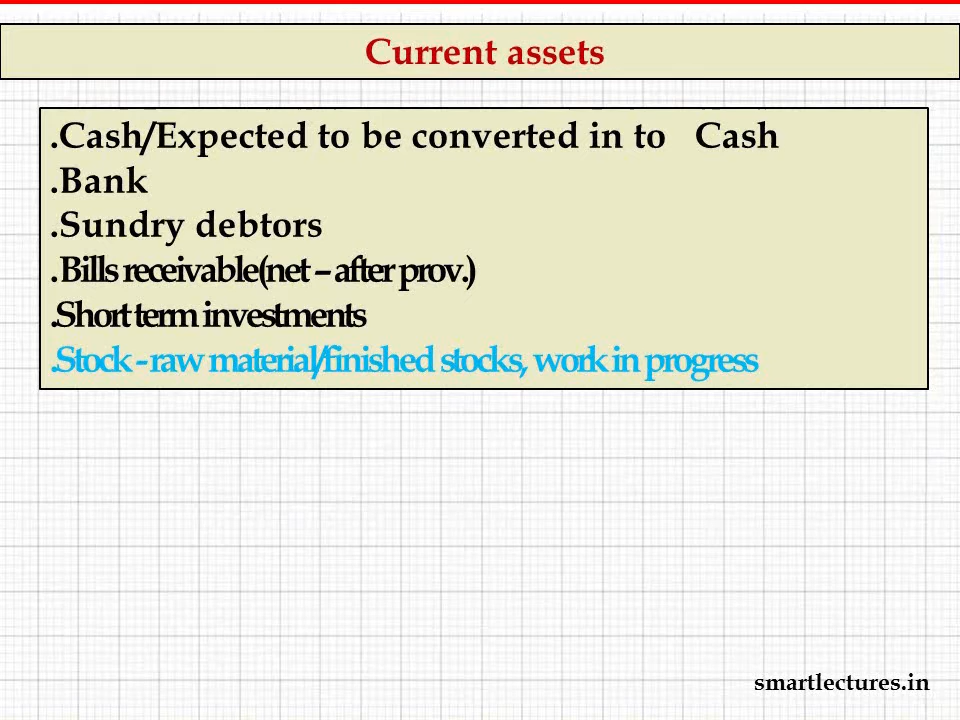 Current assets
.Cash/Expected to be converted in to Cash
.Bank
.Sundry debtors
.Bills receivable(net – after prov.)
.Short term investments
.Stock - raw material/finished stocks, work in progress
smartlectures.in